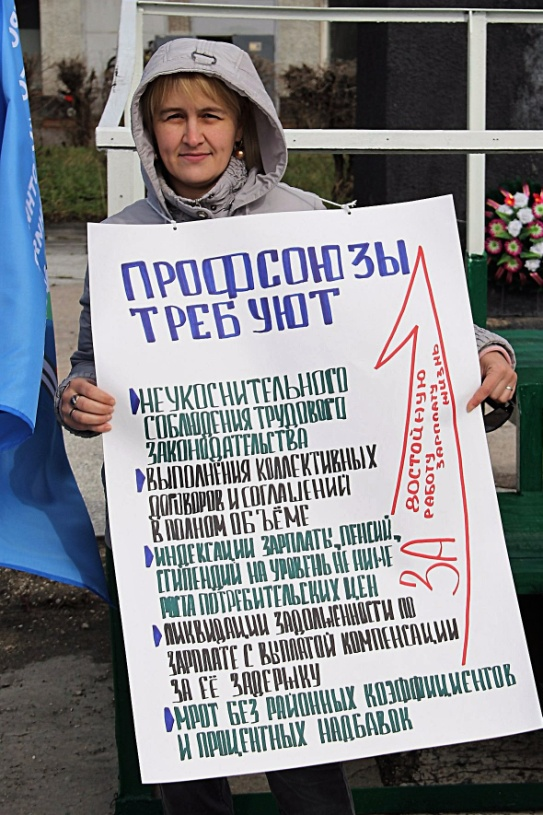 ПРОФСОЮЗЫ
ТРЕБУЮТ
НЕУКОСНИТЕЛЬНОГО
СОБЛЮДЕНИЯ ТРУДОВОГО
ЗАКОНОДАТЕЛЬСТВА
ВЫПОЛНЕНИЯ КОЛЛЕКТИВНЫХ
ДОГОВОРОВ И СОГЛАШЕНИЙ
В ПОЛНОМ ОБЪЁМЕ
ИНДЕКСАЦИИ ЗАРПЛАТ, ПЕНСИЙ,
СТИПЕНДИЙ НА УРОВЕНЬ НЕ НИЖЕ
РОСТА ПОТРЕБИТЕЛЬСКИХ ЦЕН
ЛИКВИДАЦИИ ЗАДОЛЖЕННОСТИ ПО
ЗАРПЛАТЕ С ВЫПЛАТОЙ КОМПЕНСАЦИИ
ЗА ЕЁ ЗАДЕРЖКУ
МРОТ БЕЗ РАЙОННЫХ КОЭФФИЦИЕНТОВ
И ПРОЦЕНТНЫХ НАДБАВОК
ЗА
ДОСТОЙНУЮ
РАБОТУ
ЗАРПЛАТУ
ЖИЗНЬ